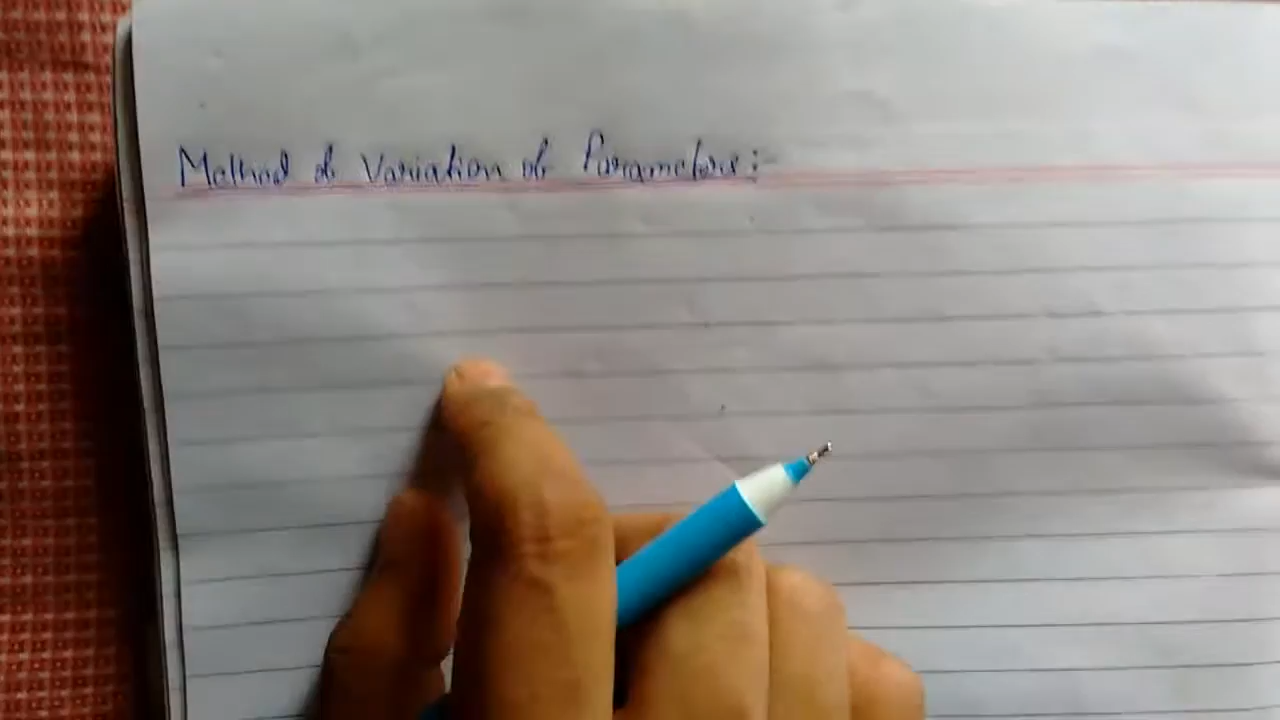 Method of Variation of Parameters :-